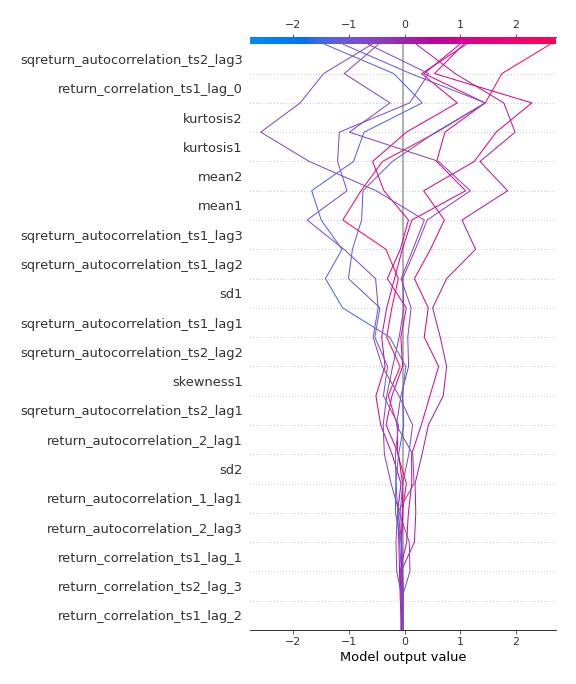 −2 −1 0 1 2
sqreturn_autocorrelation_ts2_lag3
return_correlation_ts1_lag_0
kurtosis2
kurtosis1
mean2
mean1
sqreturn_autocorrelation_ts1_lag3
sqreturn_autocorrelation_ts1_lag2
sd1
sqreturn_autocorrelation_ts1_lag1
sqreturn_autocorrelation_ts2_lag2
skewness1
sqreturn_autocorrelation_ts2_lag1
return_autocorrelation_2_lag1
sd2
return_autocorrelation_1_lag1
return_autocorrelation_2_lag3
return_correlation_ts1_lag_1
return_correlation_ts2_lag_3
return_correlation_ts1_lag_2
−2 −1 0 1 2
Model output value